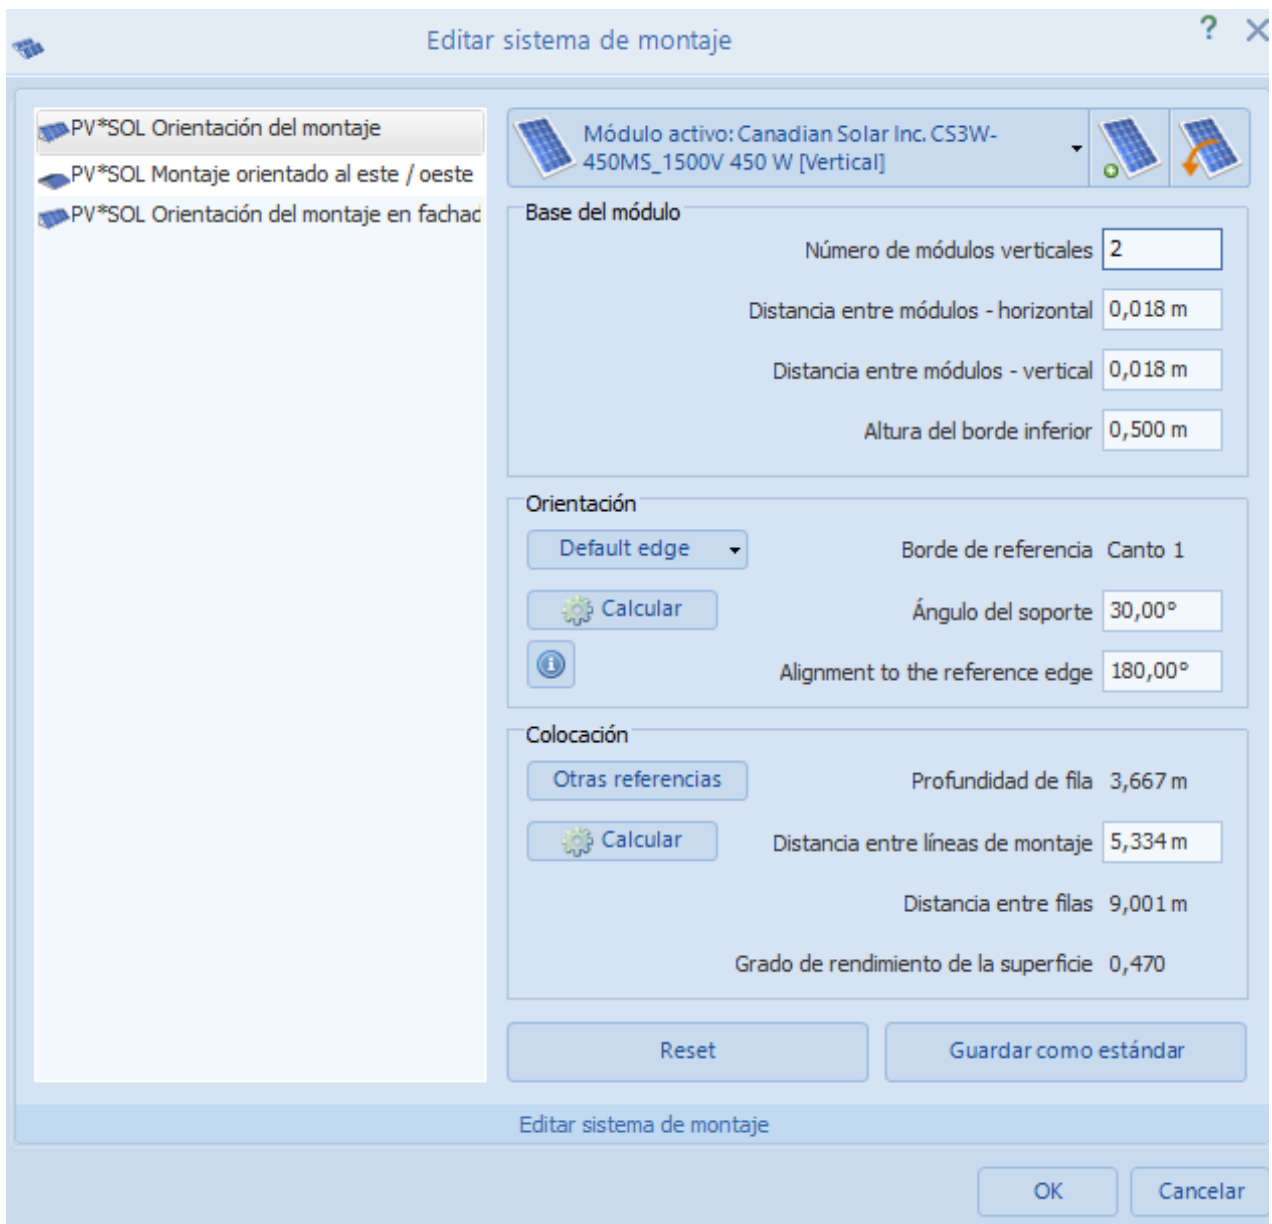 Editar sistema de montaje
?
PV*SOL Orientación del montaje
PV*SOL Montaje orientado al este / oeste
PV*SOL Orientación del montaje en fachad
Módulo activo: Canadian Solar Inc. CS3W-
450MS_1500V 450 W [Vertical]
Base del módulo
Número de módulos verticales 2
Distancia entre módulos - horizontal 0,018 m
Distancia entre módulos - vertical 0,018 m
Altura del borde inferior 0,500 m
Orientación
Default edge Borde de referencia Canto 1
Calcular Ángulo del soporte 30,00°
Alignment to the reference edge 180,00°
Colocación
Otras referencias Profundidad de fila 3,667 m
Calcular Distancia entre líneas de montaje 5,334 m
Distancia entre filas 9,001 m
Grado de rendimiento de la superficie 0,470
Reset Guardar como estándar
Editar sistema de montaje
OK Cancelar